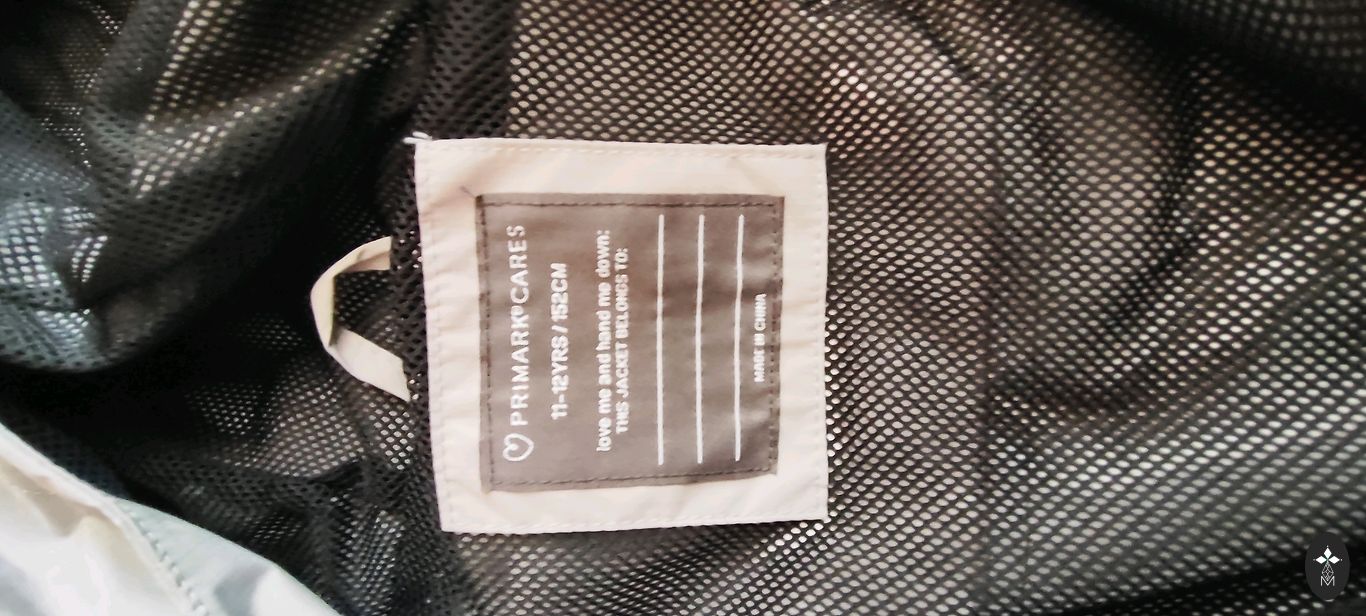 PRIMARK®CARES
11-12YRS / 152CM
love me and hand me down:
THIS JACKET BELONGS TO:
MADE IN CHINA
M